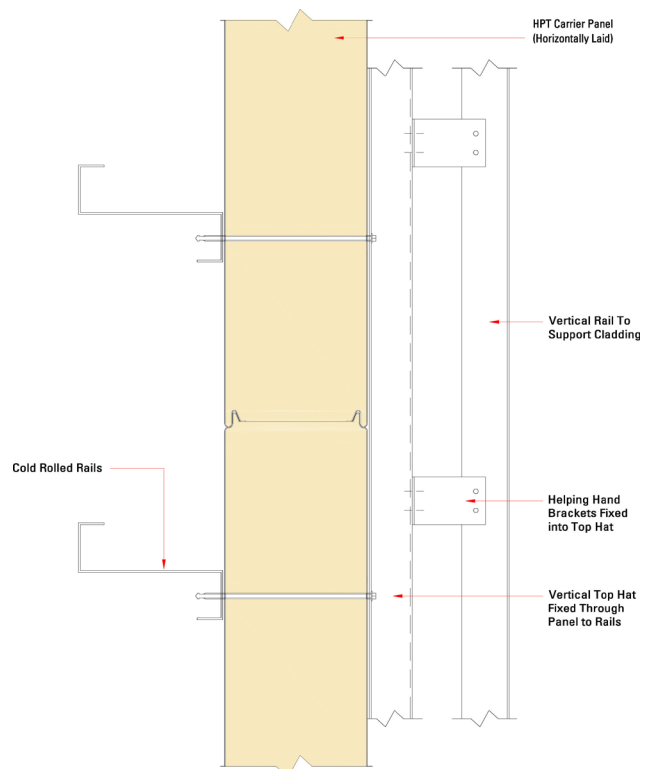 HPT Carrier Panel
(Horizontally Laid)
Vertical Rail To
Support Cladding
Cold Rolled Rails
Helping Hand
Brackets Fixed
into Top Hat
Vertical Top Hat
Fixed Through
Panel to Rails